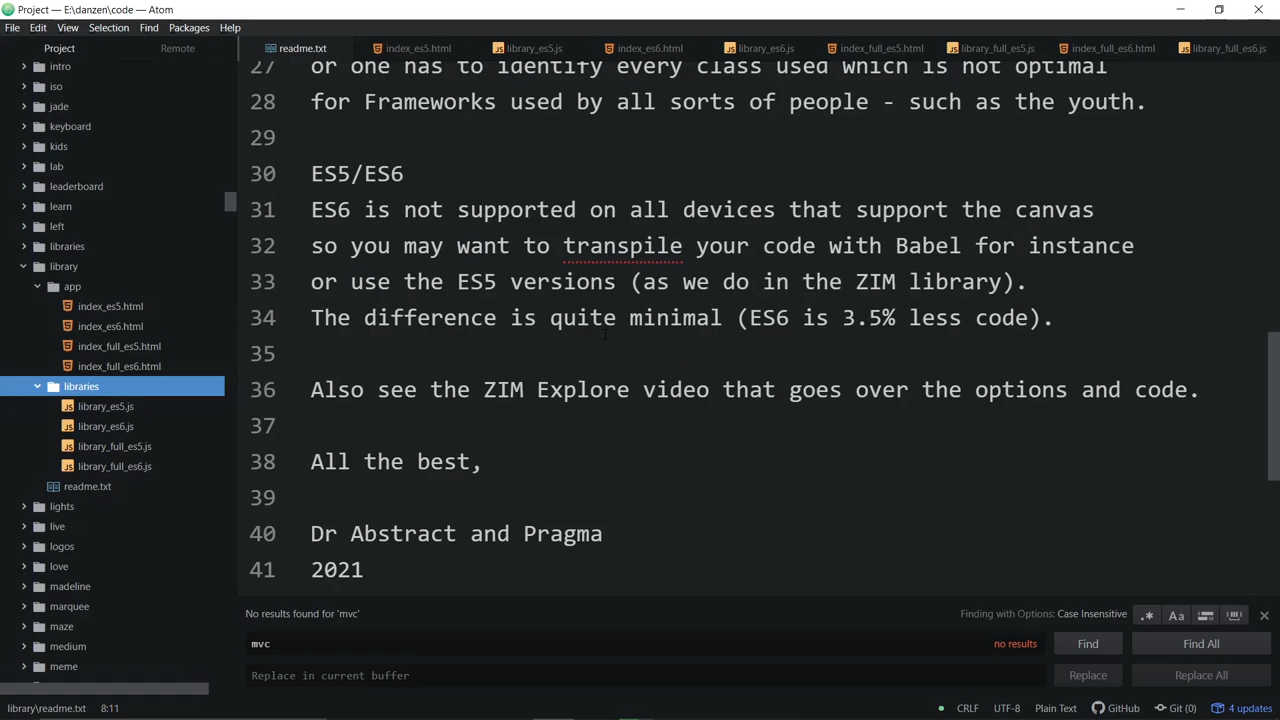 Project — E:\danzen\code — Atom
File Edit View Selection Find Packages Help
Project Remote
readme.txt index_es5.html library_es5.js index_es6.html library_es6.js index_full_es5.html library_full_es5.js index_full_es6.html library_full_es6.js
intro
iso
jade
keyboard
kids
lab
leaderboard
learn
left
libraries
library
app
index_es5.html
index_es6.html
index_full_es5.html
index_full_es6.html
libraries
library_es5.js
library_es6.js
library_full_es5.js
library_full_es6.js
readme.txt
lights
live
logos
love
madeline
marquee
maze
medium
meme
27 or one has to identify every class used which is not optimal
28 for Frameworks used by all sorts of people - such as the youth.
29
30 ES5/ES6
31 ES6 is not supported on all devices that support the canvas
32 so you may want to transpile your code with Babel for instance
33 or use the ES5 versions (as we do in the ZIM library).
34 The difference is quite minimal (ES6 is 3.5% less code).
35
36 Also see the ZIM Explore video that goes over the options and code.
37
38 All the best,
39
40 Dr Abstract and Pragma
41 2021
No results found for 'mvc' Finding with Options: Case Insensitive .* Aa
mvc no results Find Find All
Replace in current buffer Replace Replace All
library\readme.txt 8:11 CRLF UTF-8 Plain Text GitHub Git (0) 4 updates